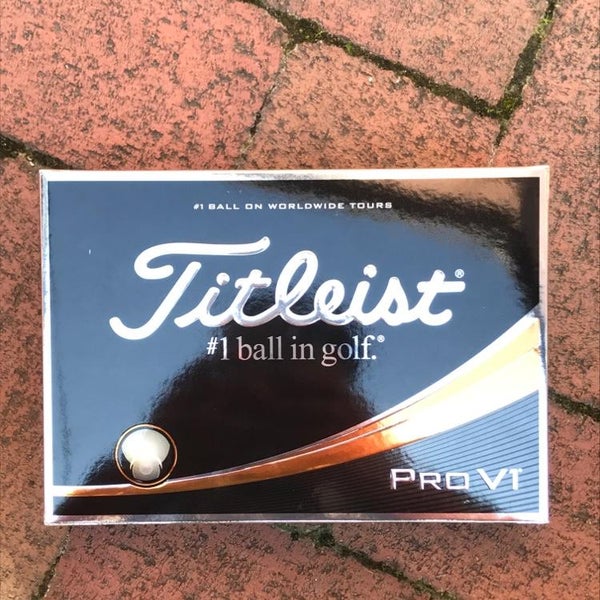 #1 BALL ON WORLDWIDE TOURS
Titleist®
#1 ball in golf.®
PRO V1